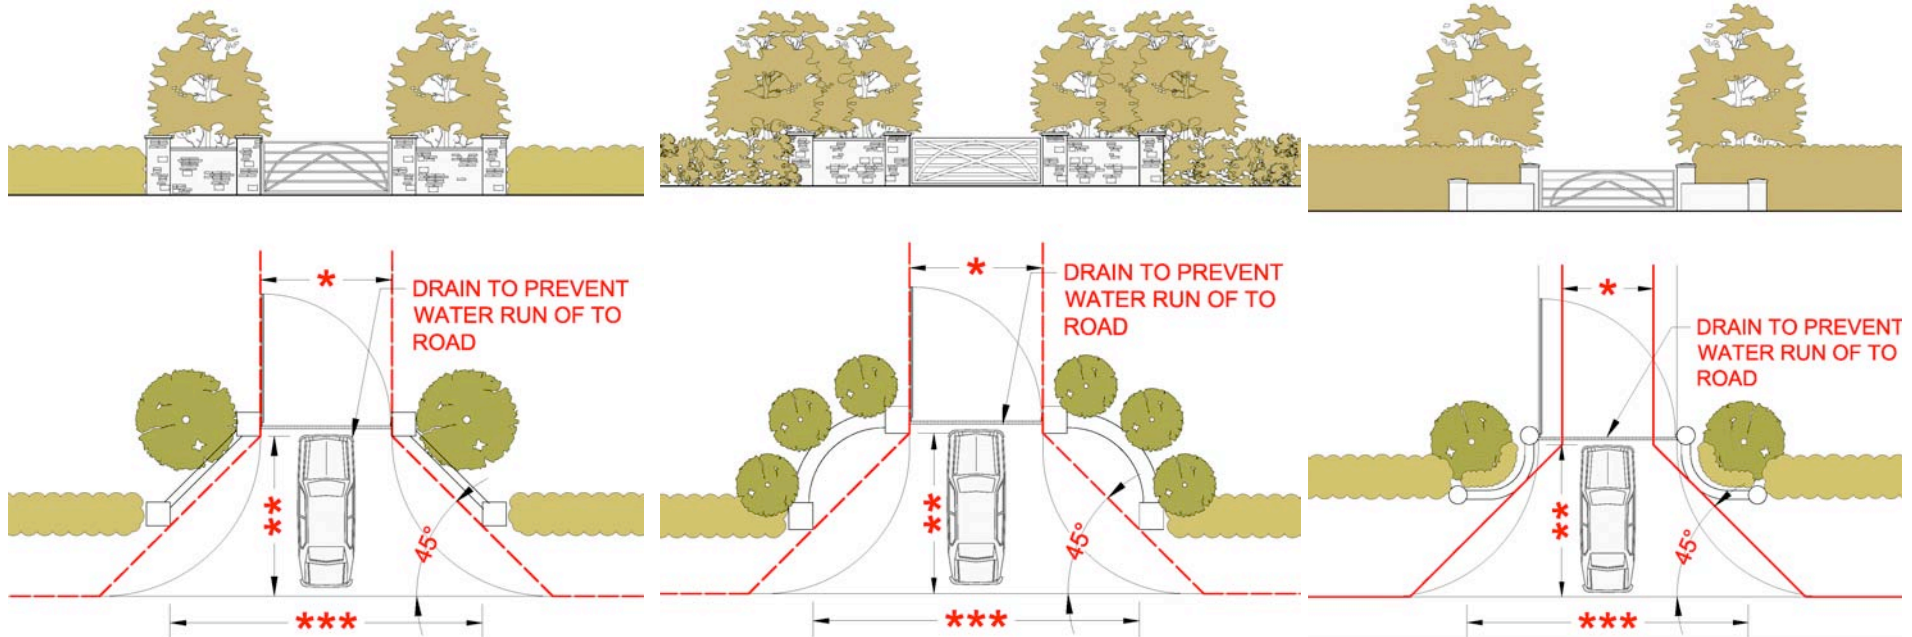 *
DRAIN TO PREVENT
WATER RUN OF TO
ROAD
**
45°
***
*
DRAIN TO PREVENT
WATER RUN OF TO
ROAD
**
45°
***
*
DRAIN TO PREVENT
WATER RUN OF TO
ROAD
**
45°
***